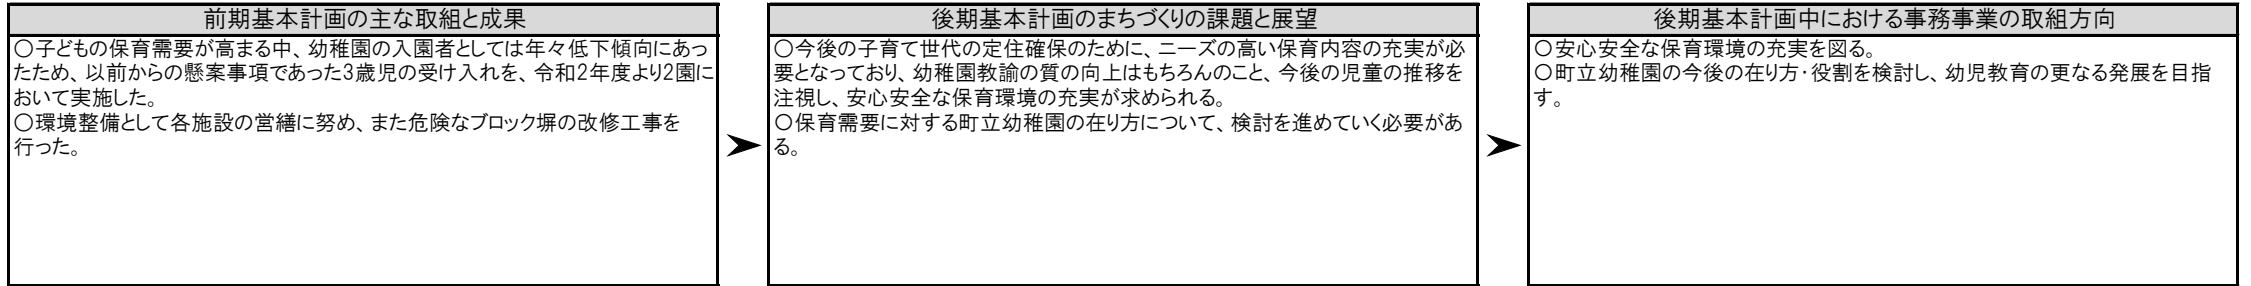 前期基本計画の主な取組と成果
〇子どもの保育需要が高まる中、幼稚園の入園者としては年々低下傾向にあっ
たため、以前からの懸案事項であった3歳児の受け入れを、令和2年度より2園に
おいて実施した。
〇環境整備として各施設の営繕に努め、また危険なブロック塀の改修工事を
行った。
後期基本計画のまちづくりの課題と展望
〇今後の子育て世代の定住確保のために、ニーズの高い保育内容の充実が必
要となっており、幼稚園教諭の質の向上はもちろんのこと、今後の児童の推移を
注視し、安心安全な保育環境の充実が求められる。
〇保育需要に対する町立幼稚園の在り方について、検討を進めていく必要があ
る。
後期基本計画中における事務事業の取組方向
〇安心安全な保育環境の充実を図る。
〇町立幼稚園の今後の在り方・役割を検討し、幼児教育の更なる発展を目指
す。